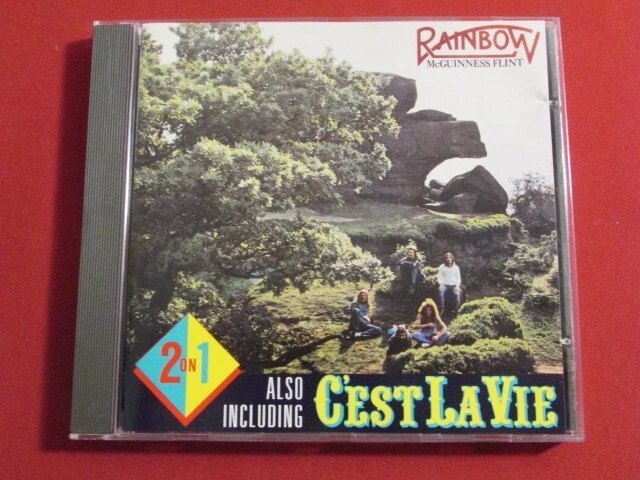 RAINBOW
McGUINNESS FLINT
2 ON 1
ALSO
INCLUDING
C'EST LA VIE